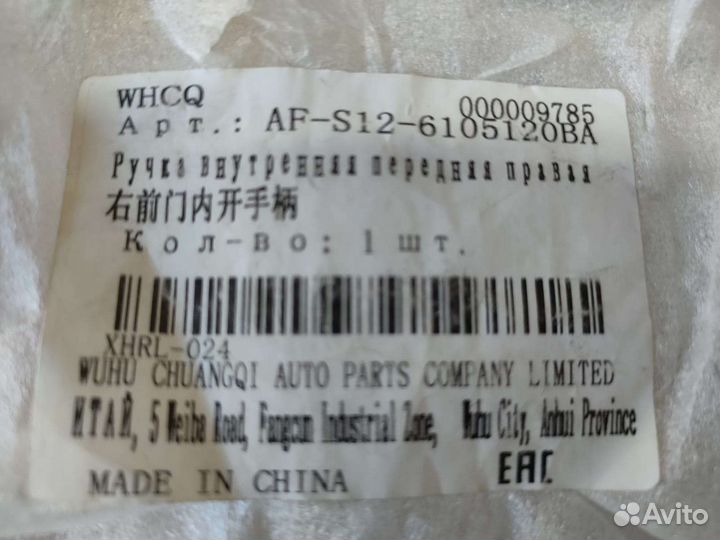 WHCQ
000009785
Арт.: AF-S12-6105120BA
Ручка внутренняя передняя правая
右前门内开手柄
Кол-во: 1 шт.
XHRL-024
WUHU CHUANGQI AUTO PARTS COMPANY LIMITED
ИТАЙ, 5 Weiba Road, Fangcun Industrial Zone, Wuhu City, Anhui Province
MADE IN CHINA
EAC
Avito